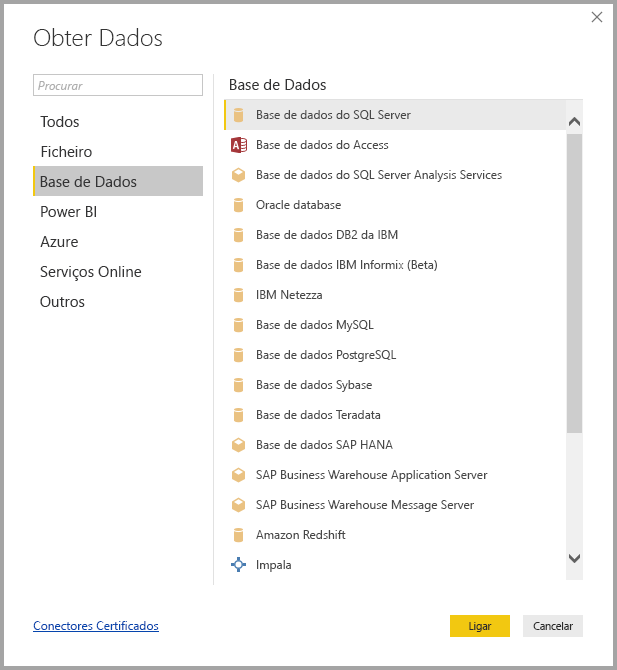 Obter Dados
Procurar
Todos
Ficheiro
Base de Dados
Power BI
Azure
Serviços Online
Outros
Base de Dados
Base de dados do SQL Server
A
Base de dados do Access
Base de dados do SQL Server Analysis Services
Oracle database
Base de dados DB2 da IBM
Base de dados IBM Informix (Beta)
IBM Netezza
Base de dados MySQL
Base de dados PostgreSQL
Base de dados Sybase
Base de dados Teradata
Base de dados SAP HANA
SAP Business Warehouse Application Server
SAP Business Warehouse Message Server
Amazon Redshift
Impala
Conectores Certificados
Ligar
Cancelar